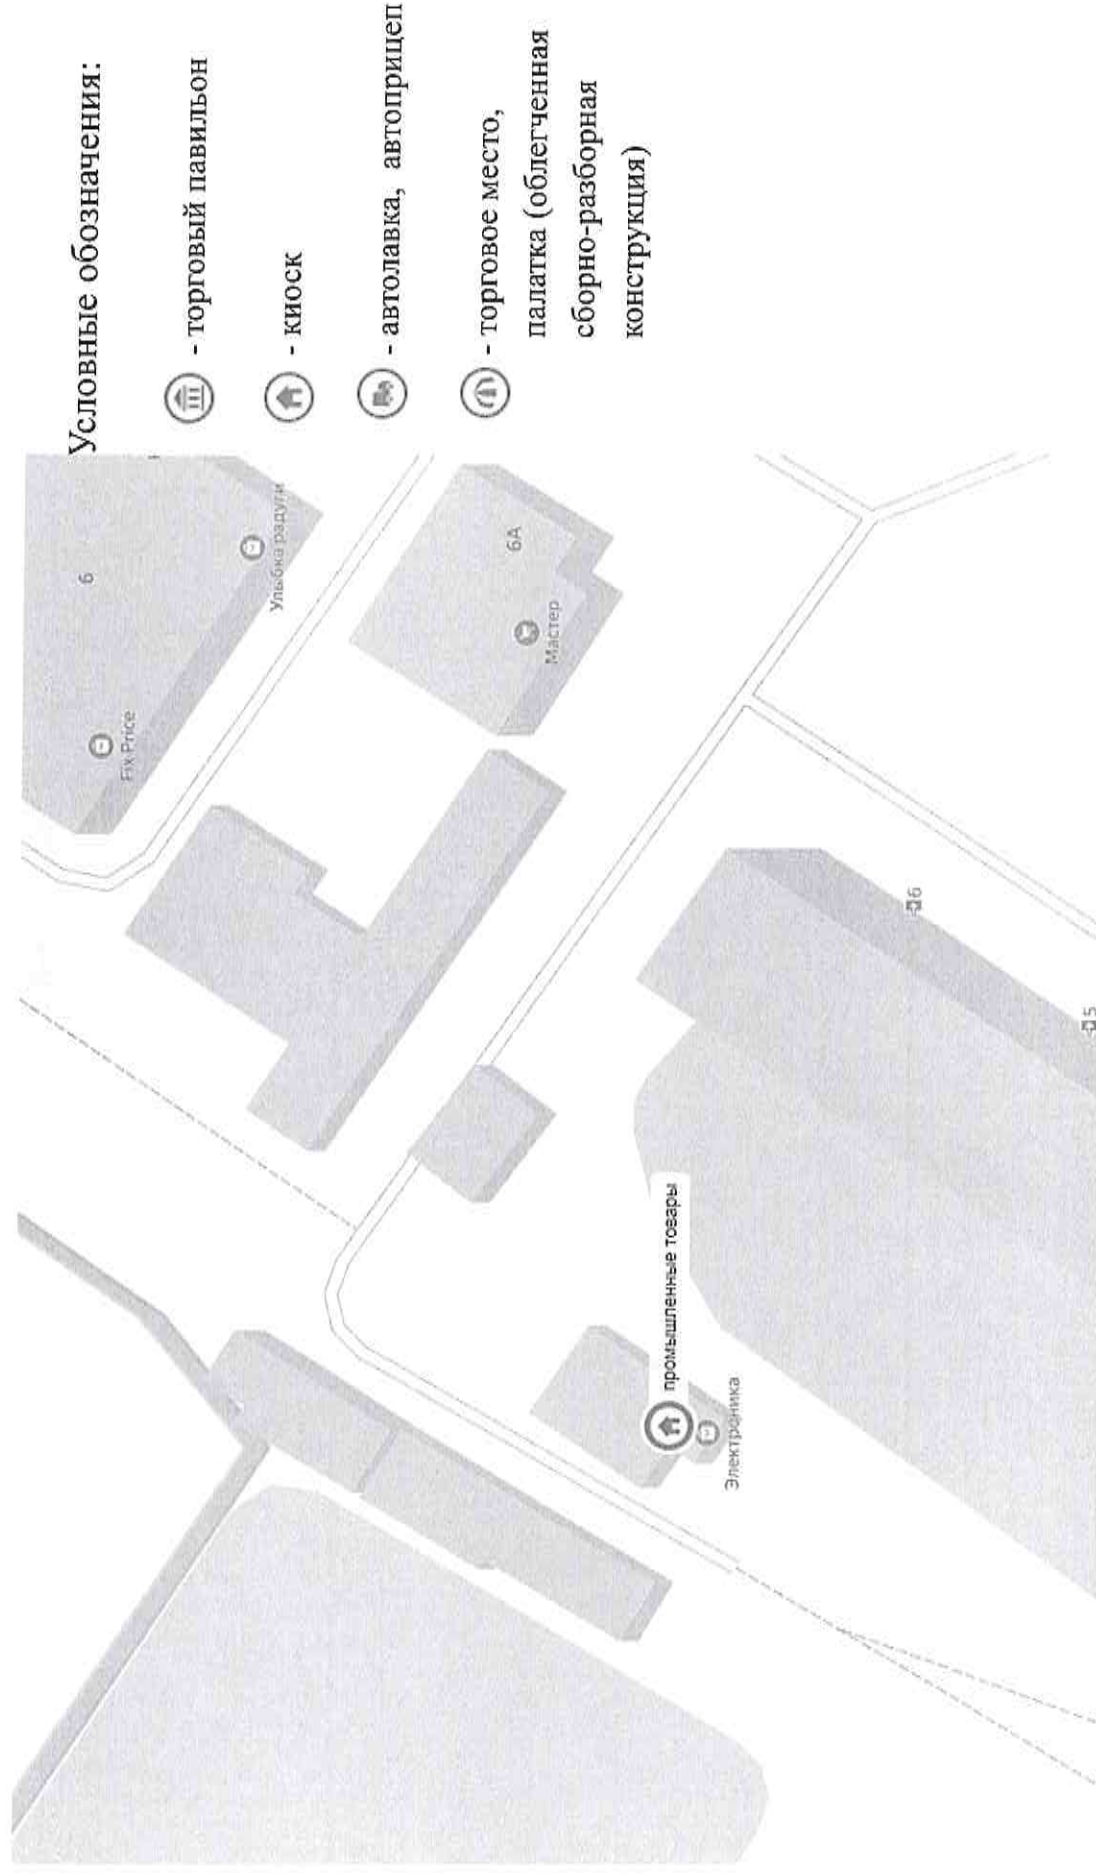 Условные обозначения:
- торговый павильон
- киоск
- автолавка, автоприцеп
- торговое место,
палатка (облегченная
сборно-разборная
конструкция)
6
Улыбка радуги
Fix Price
6А
Мастер
6
5
промышленные товары
Электроника